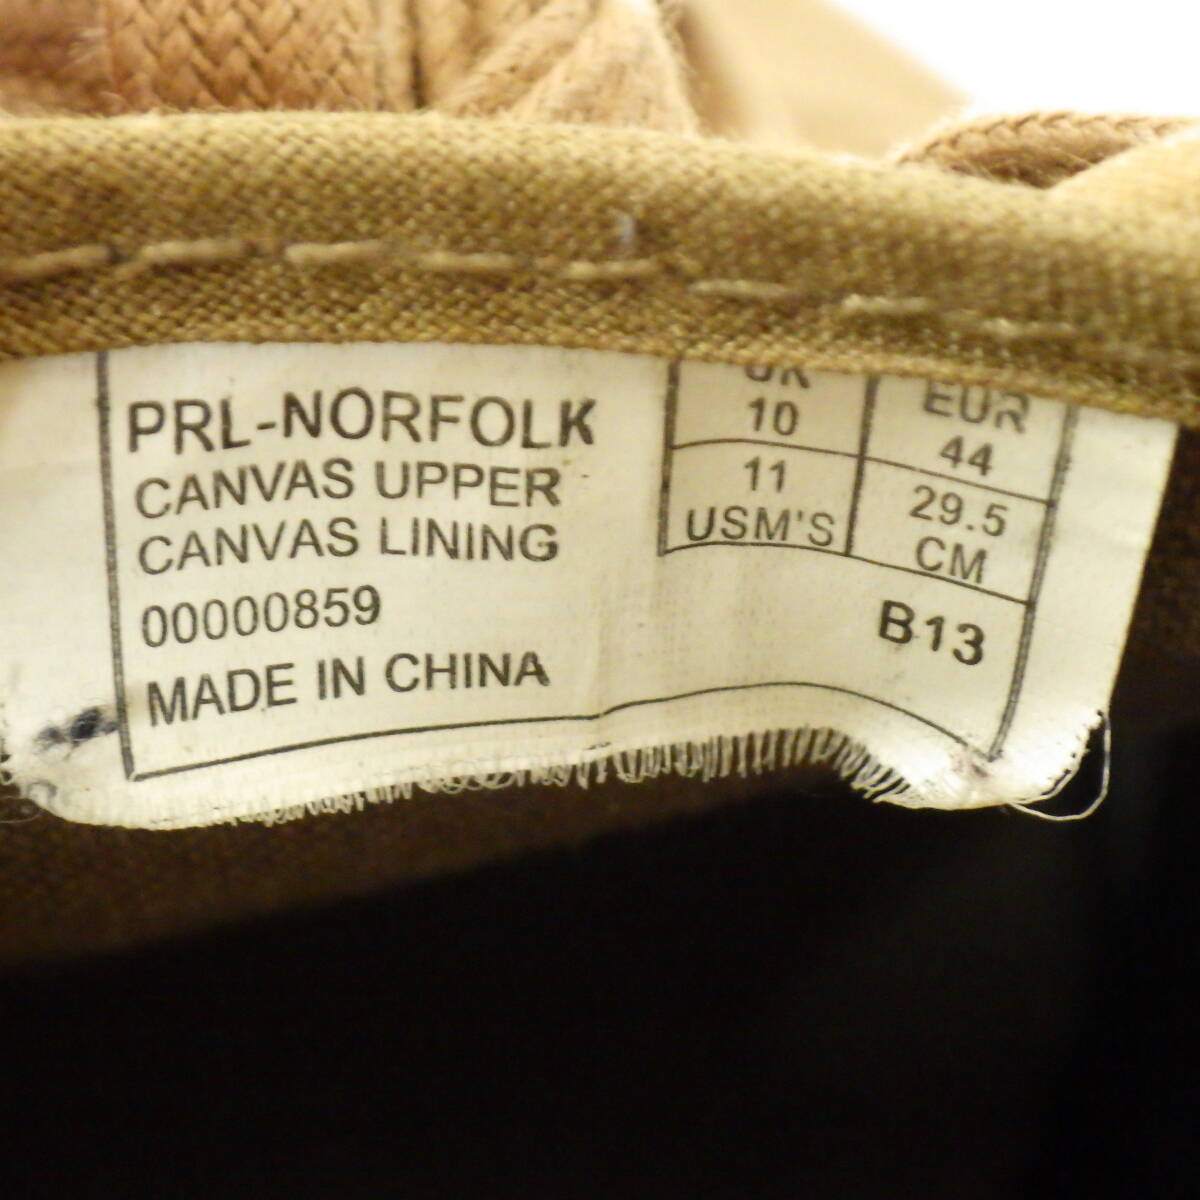 PRL-NORFOLK
CANVAS UPPER
CANVAS LINING
00000859
MADE IN CHINA
UK EUR
10 44
11 29.5
USM'S CM
B13